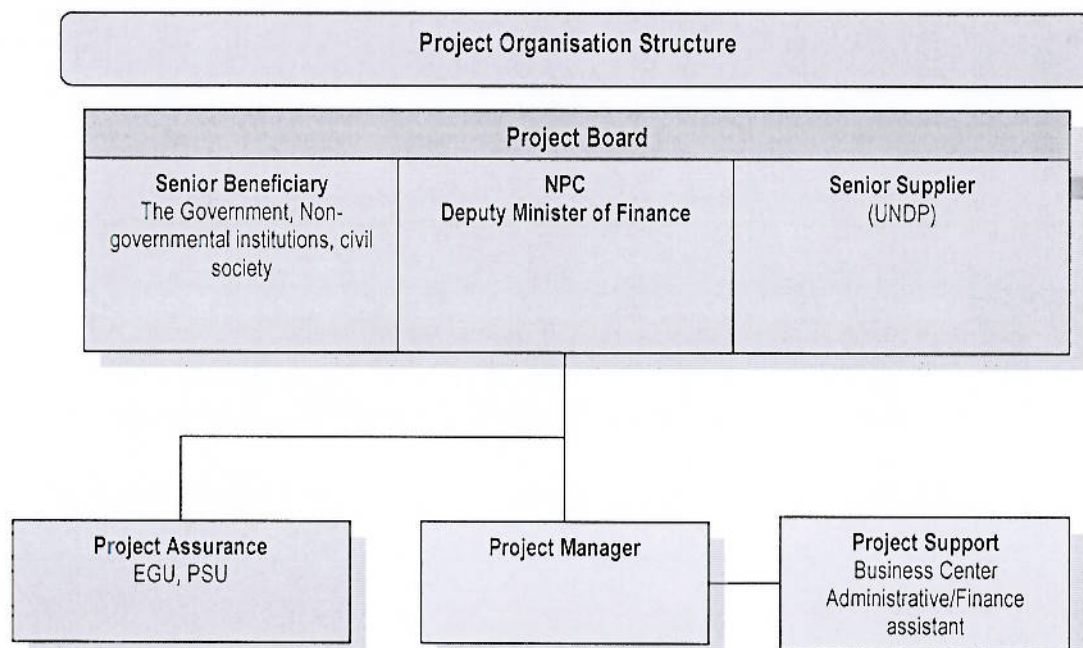 Project Organisation Structure
Project Board
Senior Beneficiary
The Government, Non-
governmental institutions, civil
society
NPC
Deputy Minister of Finance
Senior Supplier
(UNDP)
Project Assurance
EGU, PSU
Project Manager
Project Support
Business Center
Administrative/Finance
assistant